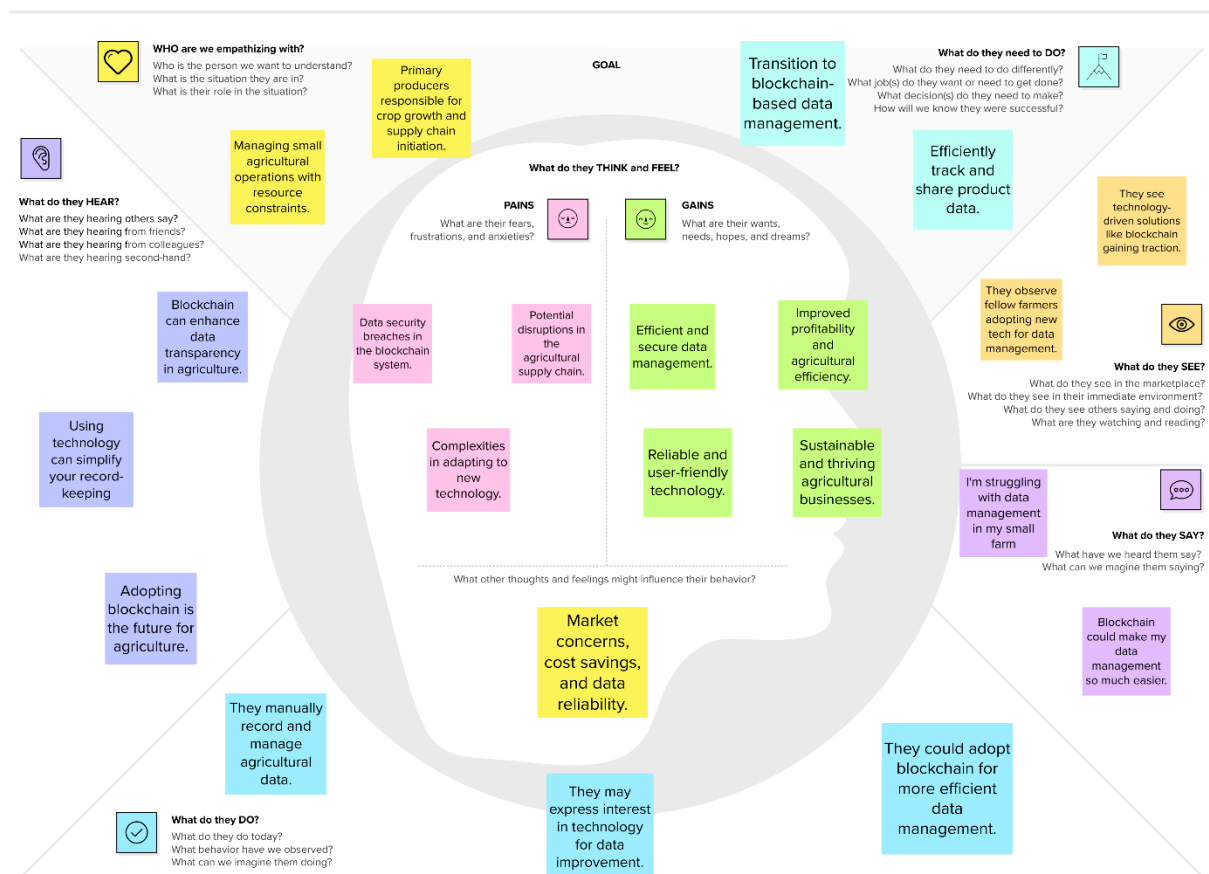 WHO are we empathizing with?
Who is the person we want to understand?
What is the situation they are in?
What is their role in the situation?
Primary
producers
responsible for
crop growth and
supply chain
initiation.
Managing small
agricultural
operations with
resource
constraints.
GOAL
Transition to
blockchain-
based data
management.
What do they need to DO?
What do they need to do differently?
What job(s) do they want or need to get done?
What decision(s) do they need to make?
How will we know they were successful?
Efficiently
track and
share product
data.
What do they HEAR?
What are they hearing others say?
What are they hearing from friends?
What are they hearing from colleagues?
What are they hearing second-hand?
Blockchain
can enhance
data
transparency
in agriculture.
Using
technology
can simplify
your record-
keeping
Adopting
blockchain is
the future for
agriculture.
What do they THINK and FEEL?
PAINS
What are their fears,
frustrations, and anxieties?
GAINS
What are their wants,
needs, hopes, and dreams?
Data security
breaches in
the blockchain
system.
Potential
disruptions in
the
agricultural
supply chain.
Complexities
in adapting to
new
technology.
Efficient and
secure data
management.
Improved
profitability
and
agricultural
efficiency.
Reliable and
user-friendly
technology.
Sustainable
and thriving
agricultural
businesses.
What other thoughts and feelings might influence their behavior?
Market
concerns,
cost savings,
and data
reliability.
They see
technology-
driven solutions
like blockchain
gaining traction.
They observe
fellow farmers
adopting new
tech for data
management.
What do they SEE?
What do they see in the marketplace?
What do they see in their immediate environment?
What do they see others saying and doing?
What are they watching and reading?
I'm struggling
with data
management
in my small
farm
What do they SAY?
What have we heard them say?
What can we magine them saying?
Blockchain
could make my
data
management
so much easier.
They manually
record and
manage
agricultural
data.
What do they DO?
What do they do today?
What behavior have we observed?
What can we imagine them doing?
They may
express interest
in technology
for data
improvement.
They could adopt
blockchain for
more efficient
data
management.